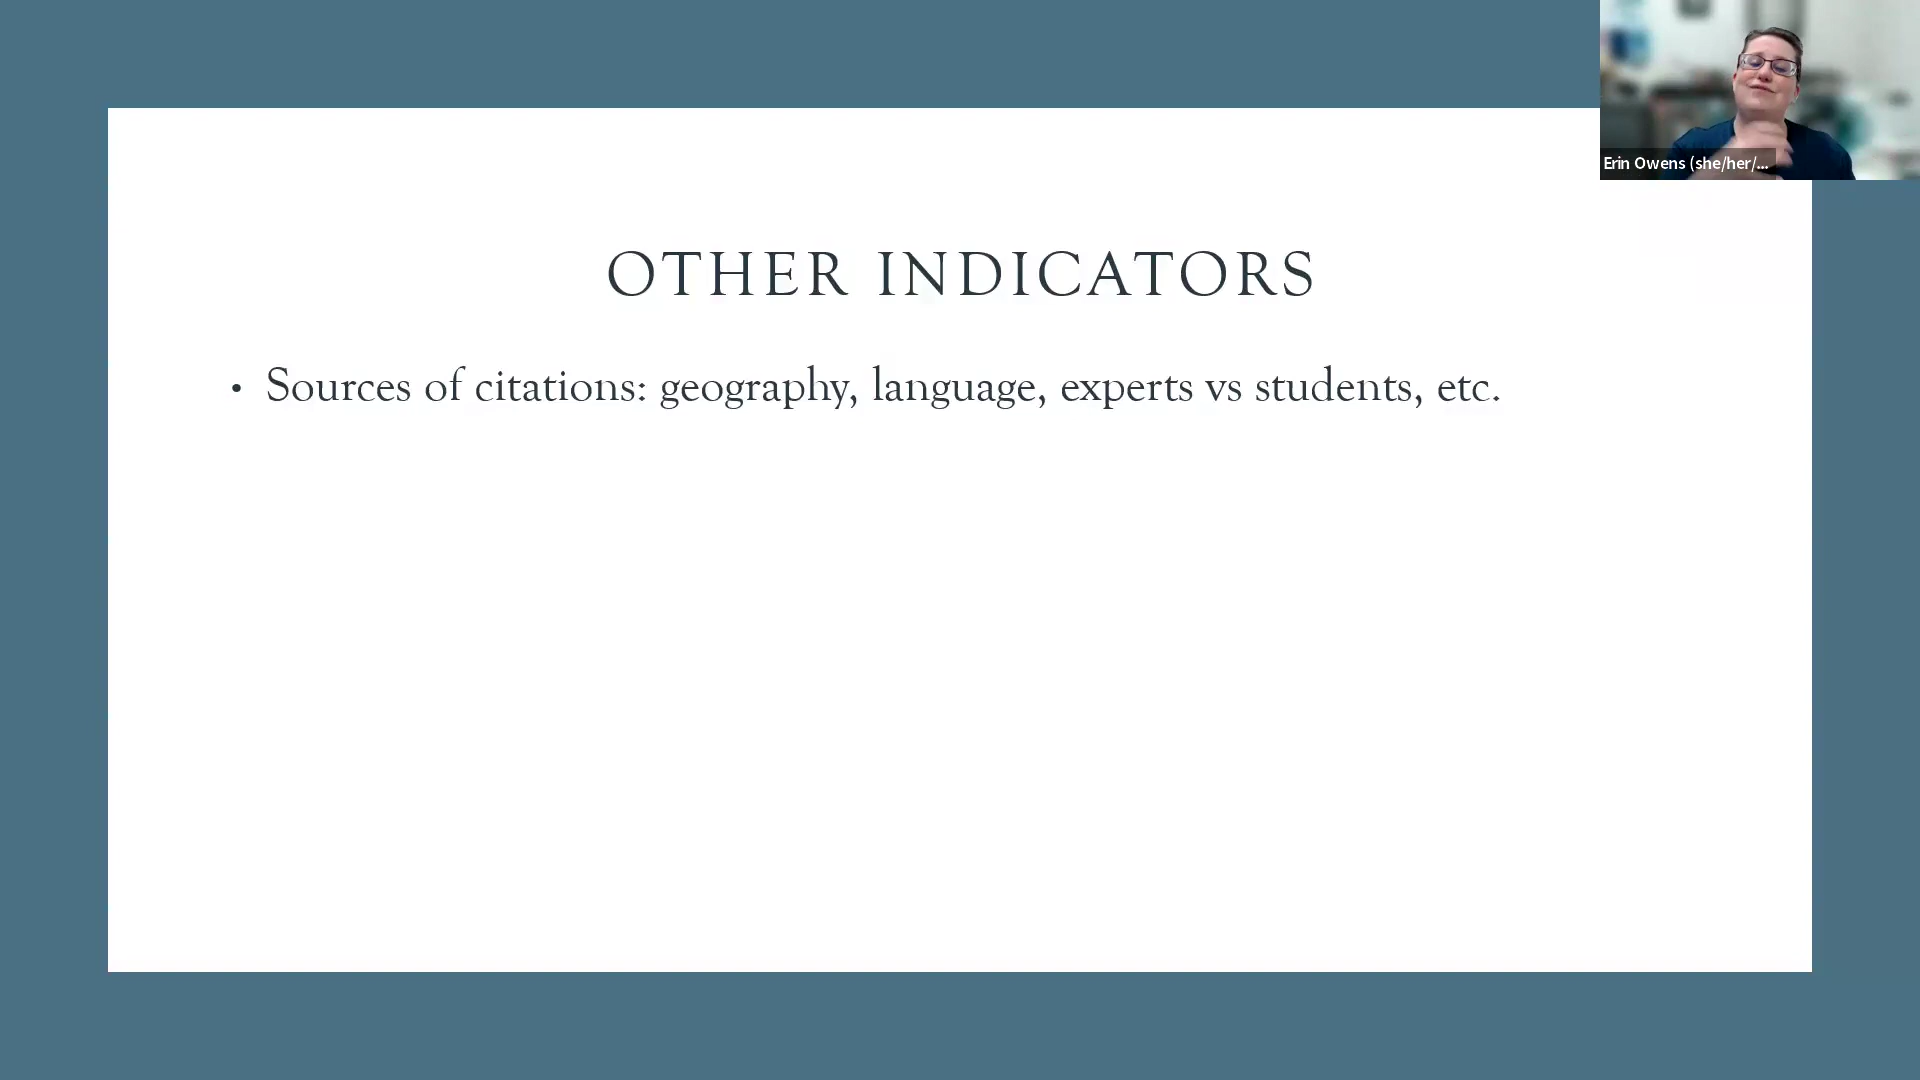 Erin Owens (she/her/...
OTHER INDICATORS
• Sources of citations: geography, language, experts vs students, etc.